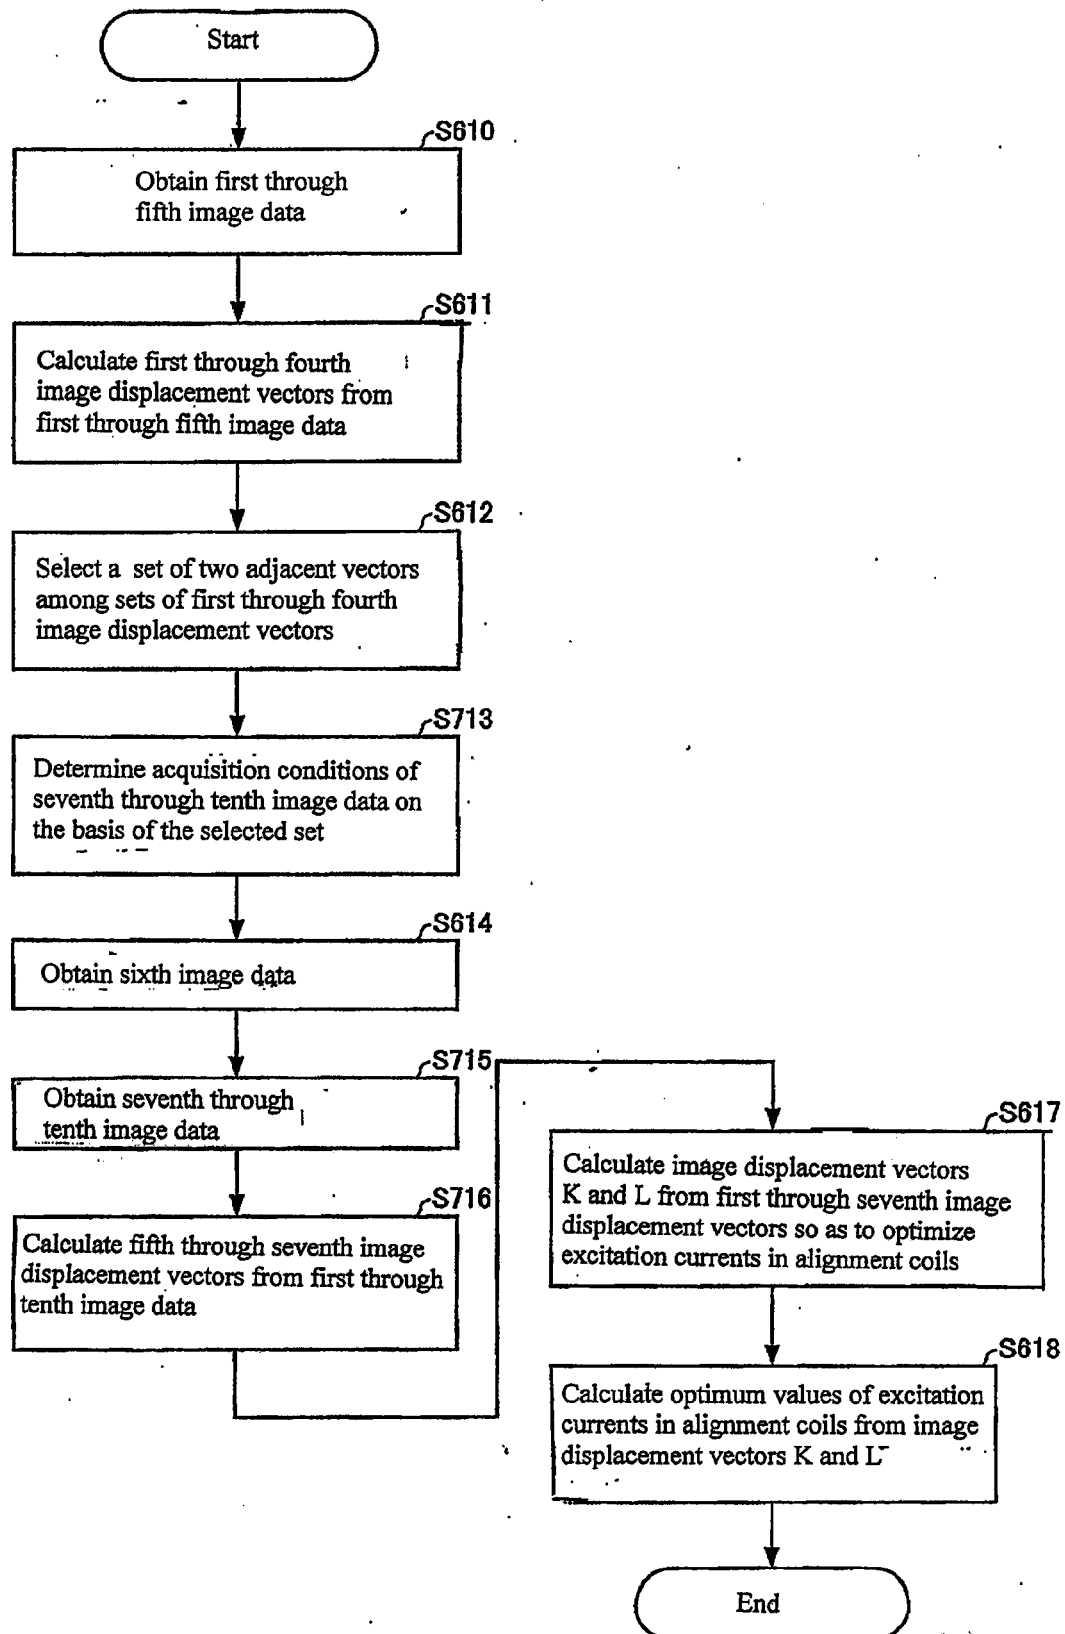 Start
S610
Obtain first through
fifth image data
S611
Calculate first through fourth
image displacement vectors from
first through fifth image data
S612
Select a set of two adjacent vectors
among sets of first through fourth
image displacement vectors
S713
Determine acquisition conditions of
seventh through tenth image data on
the basis of the selected set
S614
Obtain sixth image data
S715
Obtain seventh through
tenth image data
S716
Calculate fifth through seventh image
displacement vectors from first through
tenth image data
S617
Calculate image displacement vectors
K and L from first through seventh image
displacement vectors so as to optimize
excitation currents in alignment coils
S618
Calculate optimum values of excitation
currents in alignment coils from image
displacement vectors K and L
End